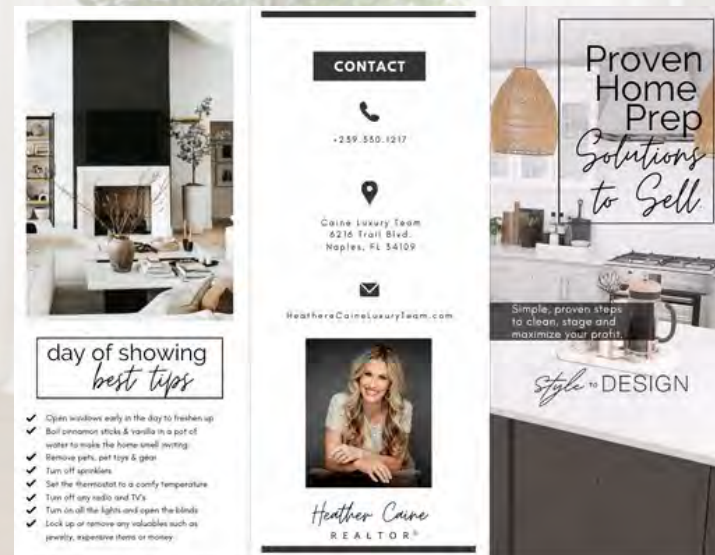 day of showing
best tips
Open windows early in the day to freshen up
Boil cinnamon sticks & vanilla in a pot of
water to make the home smell inviting
Remove pets, pet toys & gear
Turn off sprinklers
Set the thermostat to a comfy temperature
Turn off any radio and TV's
Turn on all the lights and open the blinds
Lock up or remove any valuables such as
jewelry, expensive items or money
CONTACT
+239.330.1217
Caine Luxury Team
6216 Trail Blvd.
Naples, FL 34109
Heather@CaineLuxuryTeam.com
Heather Caine
REALTOR®
Proven
Home
Prep
Solutions
to Sell
Simple, proven steps
to clean, stage and
maximize your profit.
Style to DESIGN